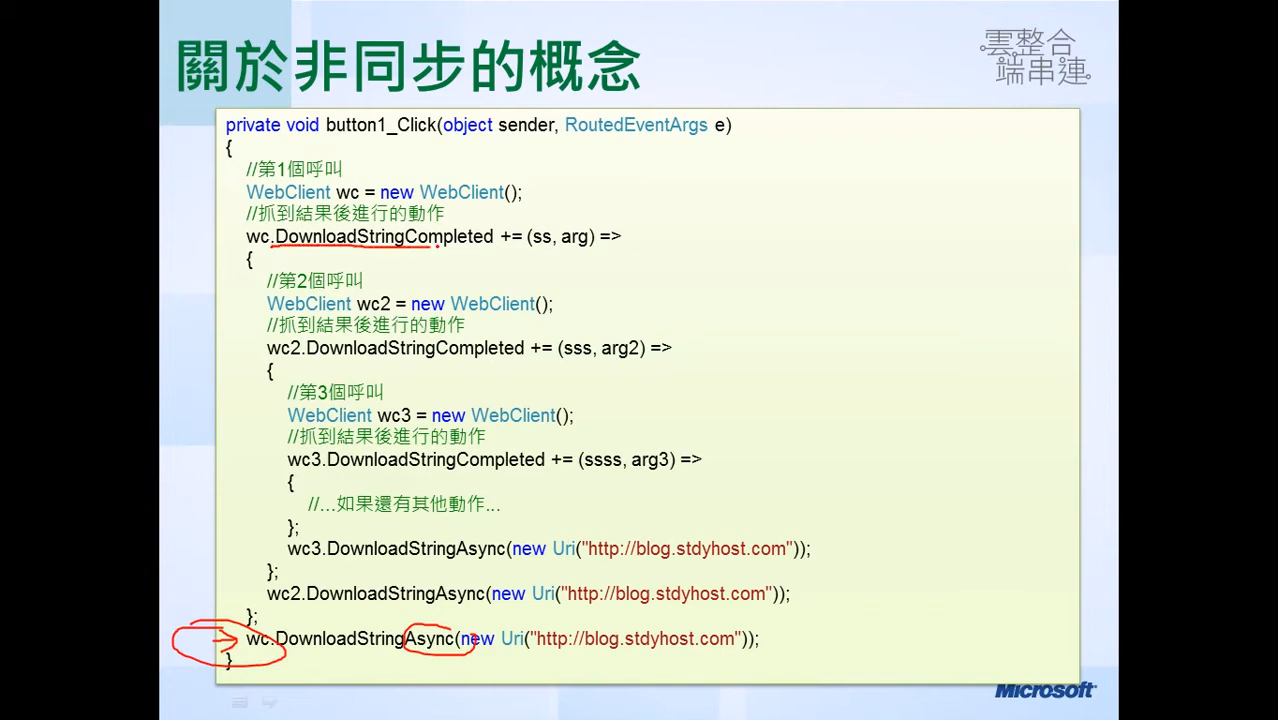 關於非同步的概念
雲整合
端串連
private void button1_Click(object sender, RoutedEventArgs e)
{
//第1個呼叫
WebClient wc = new WebClient();
//抓到結果後進行的動作
wc.DownloadStringCompleted += (ss, arg) =>
{
//第2個呼叫
WebClient wc2 = new WebClient();
//抓到結果後進行的動作
wc2.DownloadStringCompleted += (sss, arg2) =>
{
//第3個呼叫
WebClient wc3 = new WebClient();
//抓到結果後進行的動作
wc3.DownloadStringCompleted += (ssss, arg3) =>
{
//...如果還有其他動作...
};
wc3.DownloadStringAsync(new Uri("http://blog.stdyhost.com"));
};
wc2.DownloadStringAsync(new Uri("http://blog.stdyhost.com"));
};
wc.DownloadStringAsync(new Uri("http://blog.stdyhost.com"));
}
Microsoft